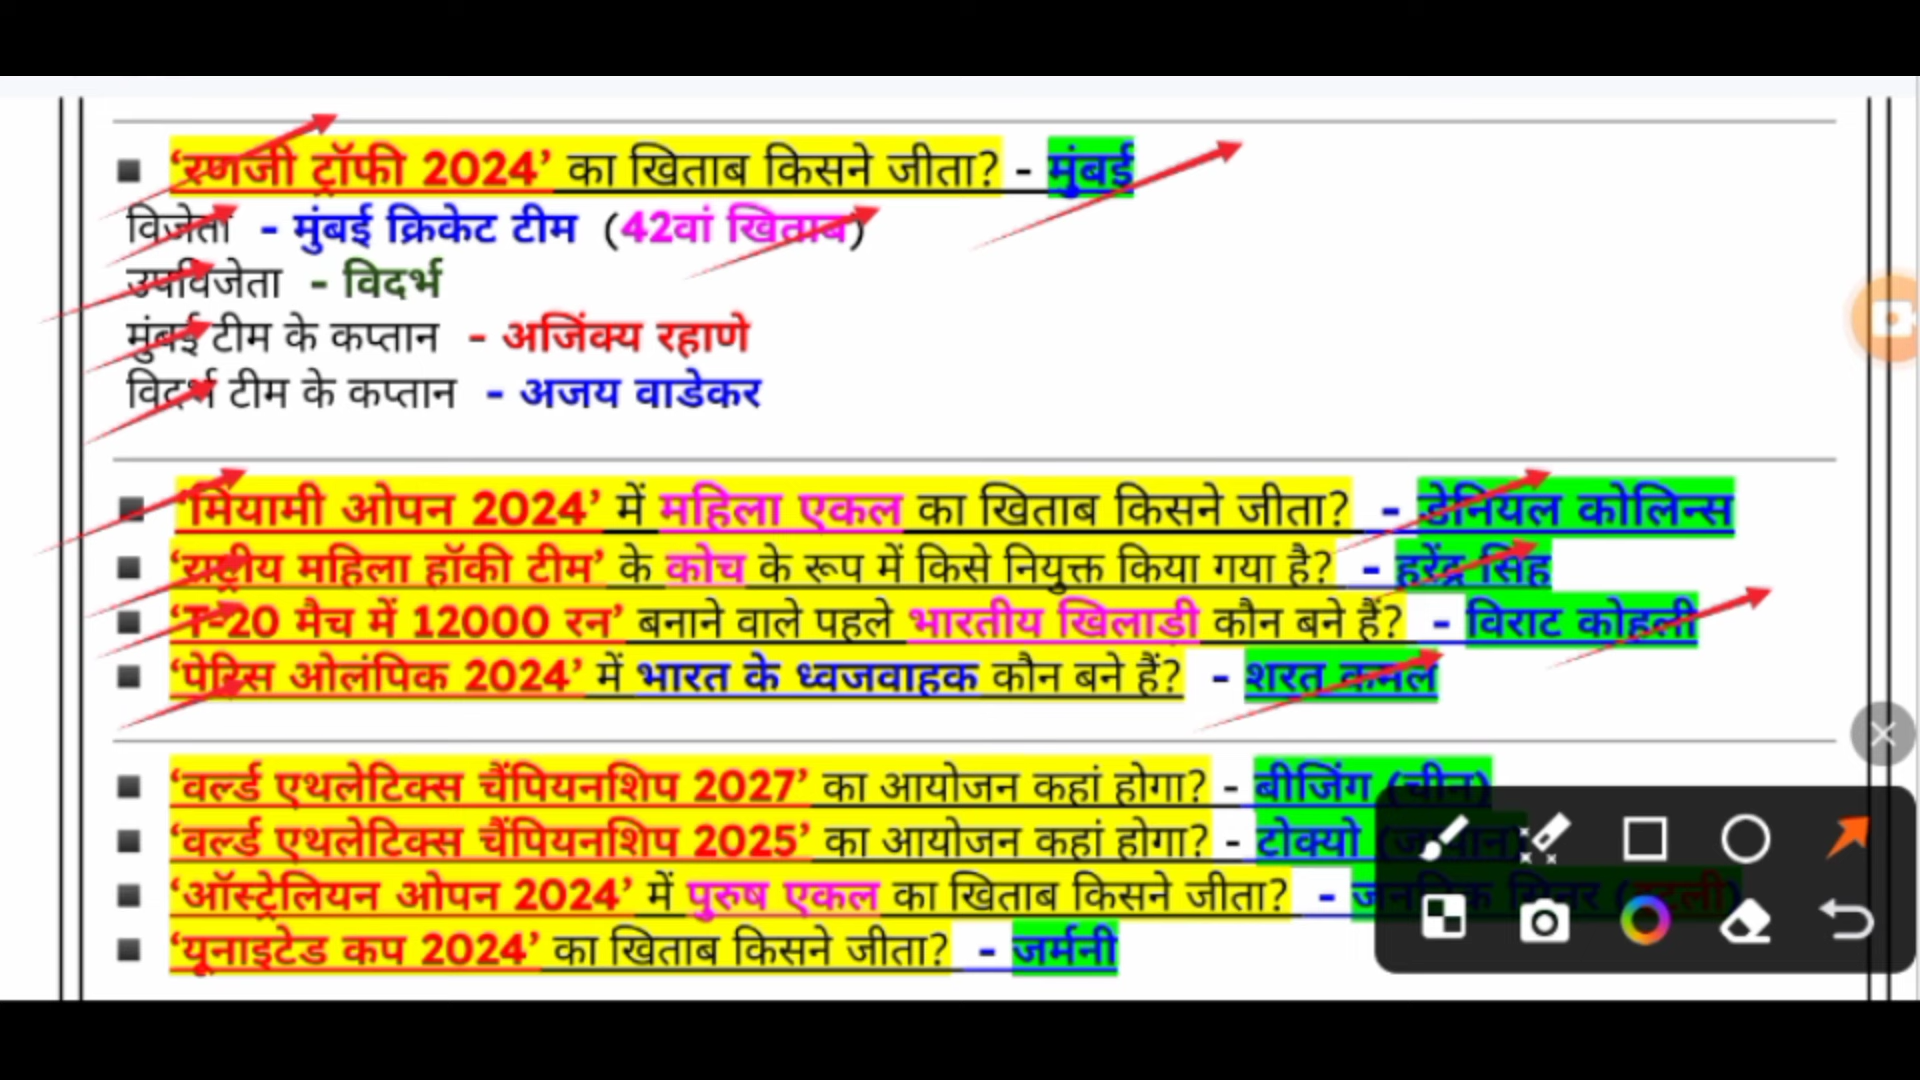 ‘रणजी ट्रॉफी 2024’ का खिताब किसने जीता? - मुंबई
विजेता - मुंबई क्रिकेट टीम (42वां खिताब)
उपविजेता - विदर्भ
मुंबई टीम के कप्तान - अजिंक्य रहाणे
विदर्भ टीम के कप्तान - अजय वाडेकर
‘मियामी ओपन 2024’ में महिला एकल का खिताब किसने जीता? - डेनियल कोलिन्स
‘राष्ट्रीय महिला हॉकी टीम’ के कोच के रूप में किसे नियुक्त किया गया है? - हरेंद्र सिंह
‘T-20 मैच में 12000 रन’ बनाने वाले पहले भारतीय खिलाडी कौन बने हैं? - विराट कोहली
‘पेरिस ओलंपिक 2024’ में भारत के ध्वजवाहक कौन बने हैं? - शरत कमल
‘वर्ल्ड एथलेटिक्स चैंपियनशिप 2027’ का आयोजन कहां होगा? - बीजिंग (चीन)
‘वर्ल्ड एथलेटिक्स चैंपियनशिप 2025’ का आयोजन कहां होगा? - टोक्यो
‘ऑस्ट्रेलियन ओपन 2024’ में पुरुष एकल का खिताब किसने जीता? -
‘यूनाइटेड कप 2024’ का खिताब किसने जीता? - जर्मनी